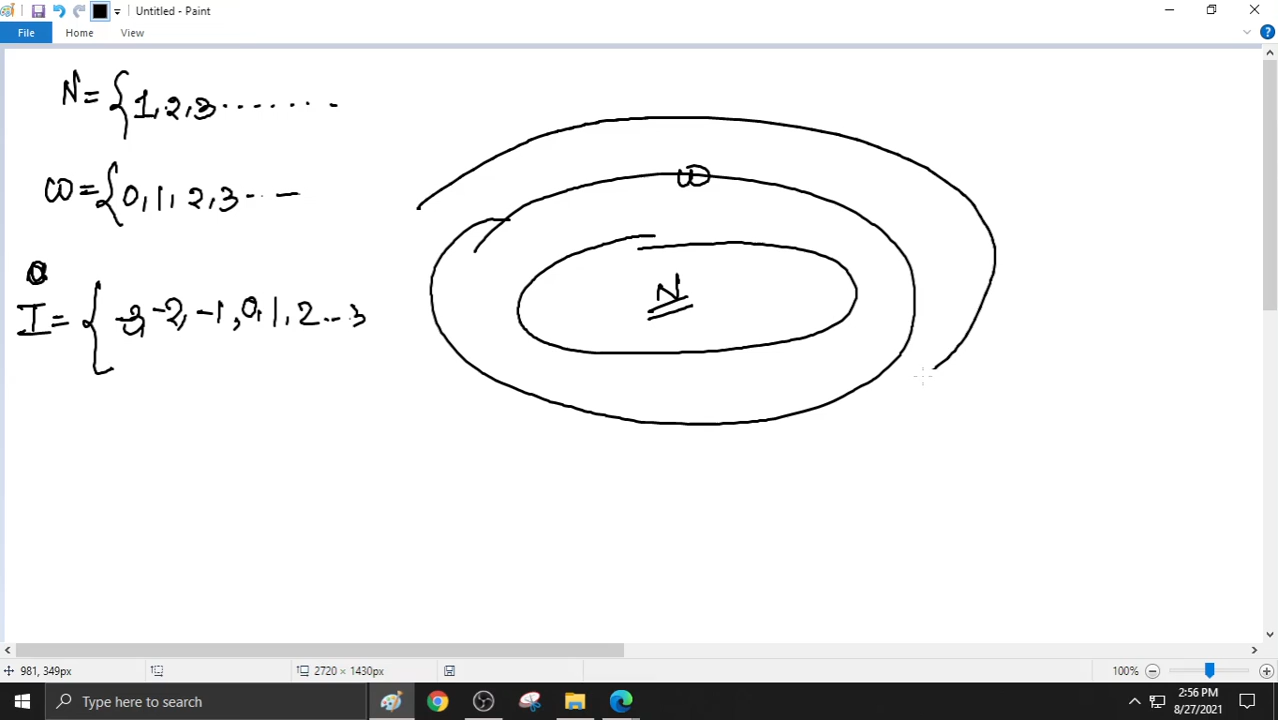 Untitled - Paint
File Home View
N = { 1, 2, 3 .......
W = { 0, 1, 2, 3 ...
I = { -3, -2, -1, 0, 1, 2 ... 3
W
N
981, 349px
2720 × 1430px
100%
Type here to search
2:56 PM
8/27/2021